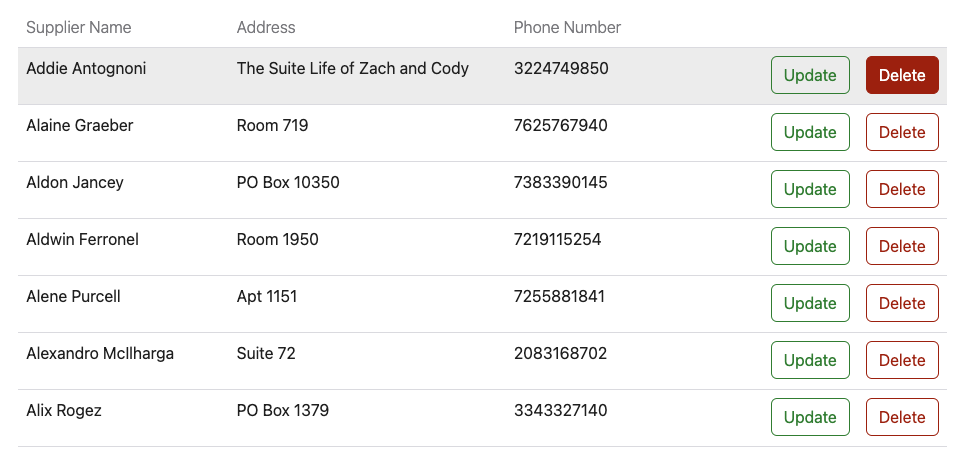 Supplier Name Address Phone Number
Addie Antognoni The Suite Life of Zach and Cody 3224749850 Update Delete
Alaine Graeber Room 719 7625767940 Update Delete
Aldon Jancey PO Box 10350 7383390145 Update Delete
Aldwin Ferronel Room 1950 7219115254 Update Delete
Alene Purcell Apt 1151 7255881841 Update Delete
Alexandro McIlharga Suite 72 2083168702 Update Delete
Alix Rogez PO Box 1379 3343327140 Update Delete